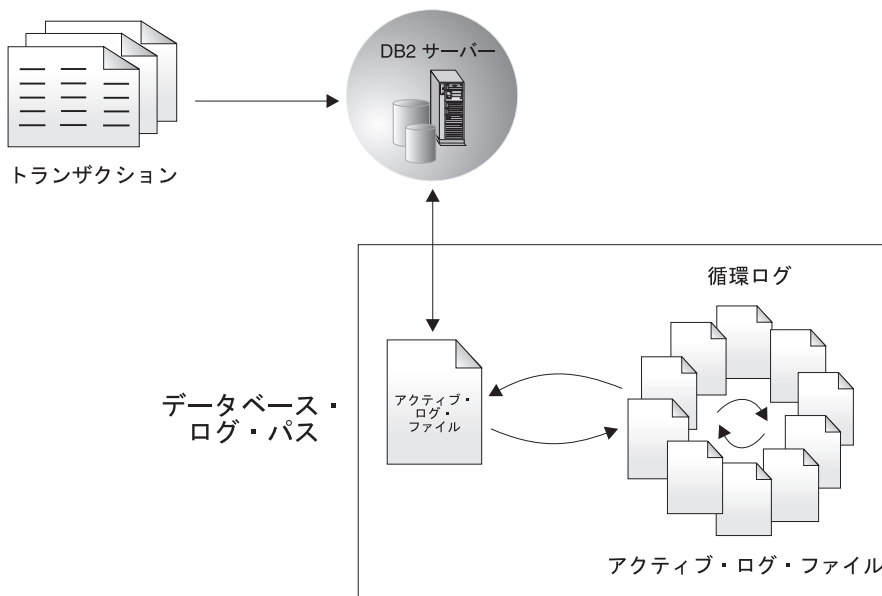 DB2 サーバー
トランザクション
循環ログ
データベース・
ログ・パス
アクティブ・
ログ・
ファイル
アクティブ・ログ・ファイル